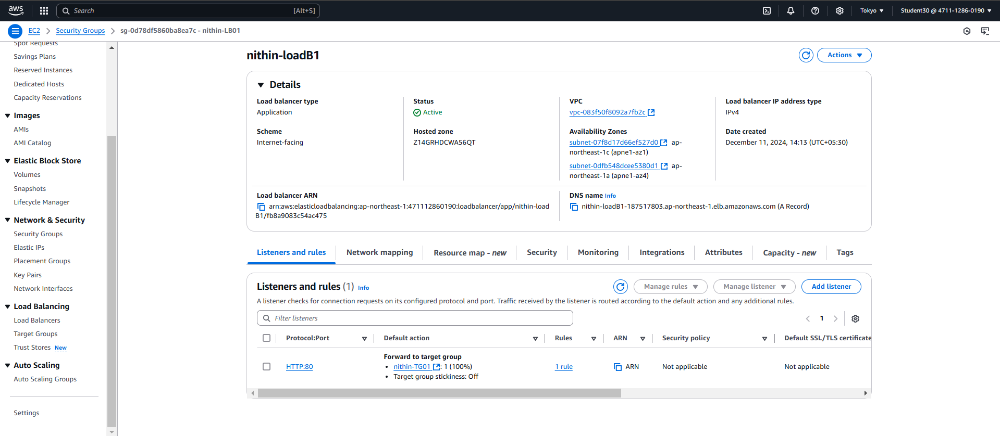 aws
Search [Alt+S]
Tokyo
Student30 @ 4711-1286-0190
EC2
Security Groups
sg-0d78df5860ba8ea7c - nithin-LB01
Spot Requests
Savings Plans
Reserved Instances
Dedicated Hosts
Capacity Reservations
Images
AMIs
AMI Catalog
Elastic Block Store
Volumes
Snapshots
Lifecycle Manager
Network & Security
Security Groups
Elastic IPs
Placement Groups
Key Pairs
Network Interfaces
Load Balancing
Load Balancers
Target Groups
Trust Stores New
Auto Scaling
Auto Scaling Groups
Settings
nithin-loadB1
Actions
Details
Load balancer type
Application
Status
Active
VPC
vpc-083f50f8092a7fb2c
Load balancer IP address type
IPv4
Scheme
Internet-facing
Hosted zone
Z14GRHDCWA56QT
Availability Zones
subnet-07f8d17d66ef527d0 ap-
northeast-1c (apne1-az1)
subnet-0dfb548dcee5380d1 ap-
northeast-1a (apne1-az4)
Date created
December 11, 2024, 14:13 (UTC+05:30)
Load balancer ARN
arn:aws:elasticloadbalancing:ap-northeast-1:471112860190:loadbalancer/app/nithin-load
B1/fb8a9083c54ac475
DNS name Info
nithin-loadB1-187517803.ap-northeast-1.elb.amazonaws.com (A Record)
Listeners and rules
Network mapping
Resource map - new
Security
Monitoring
Integrations
Attributes
Capacity - new
Tags
Listeners and rules (1) Info
Manage rules
Manage listener
Add listener
A listener checks for connection requests on its configured protocol and port. Traffic received by the listener is routed according to the default action and any additional rules.
Filter listeners
1
Protocol:Port
Default action
Rules
ARN
Security policy
Default SSL/TLS certificate
HTTP:80
Forward to target group
• nithin-TG01 : 1 (100%)
• Target group stickiness: Off
1 rule
ARN
Not applicable
Not applicable